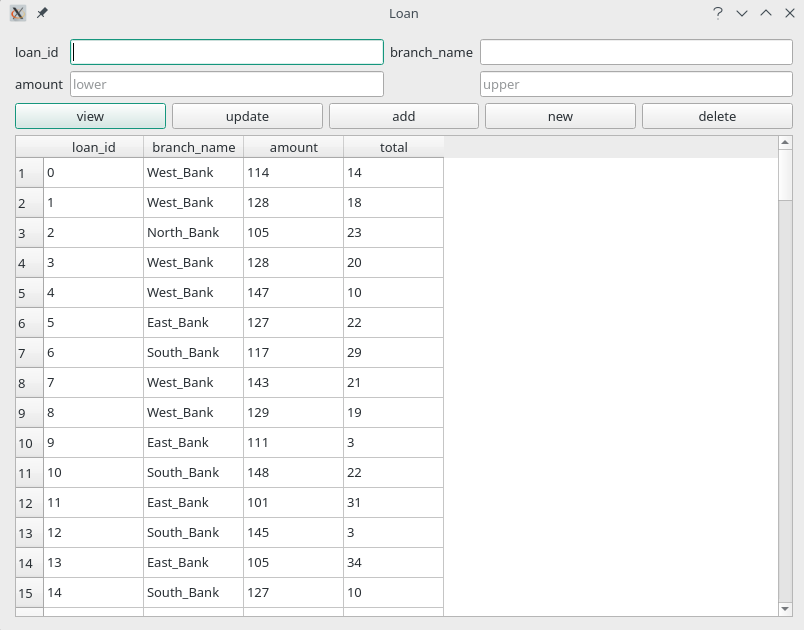 Loan
loan_id branch_name
amount lower upper
view update add new delete
loan_id branch_name amount total
1 0 West_Bank 114 14
2 1 West_Bank 128 18
3 2 North_Bank 105 23
4 3 West_Bank 128 20
5 4 West_Bank 147 10
6 5 East_Bank 127 22
7 6 South_Bank 117 29
8 7 West_Bank 143 21
9 8 West_Bank 129 19
10 9 East_Bank 111 3
11 10 South_Bank 148 22
12 11 East_Bank 101 31
13 12 South_Bank 145 3
14 13 East_Bank 105 34
15 14 South_Bank 127 10